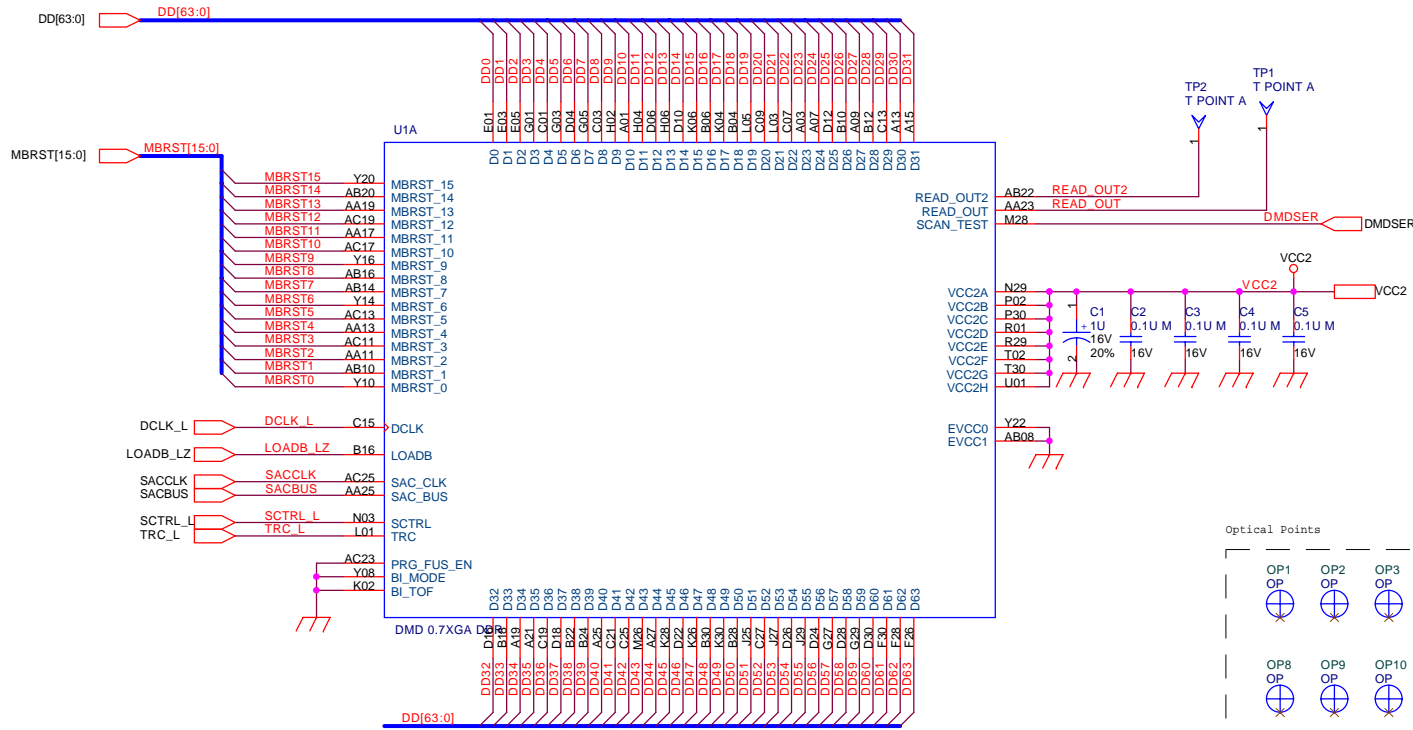 DD[63:0] DD[63:0]
DD0 DD1 DD2 DD3 DD4 DD5 DD6 DD7 DD8 DD9 DD10 DD11 DD12 DD13 DD14 DD15 DD16 DD17 DD18 DD19 DD20 DD21 DD22 DD23 DD24 DD25 DD26 DD27 DD28 DD29 DD30 DD31
E01 E03 E05 G01 C01 G03 D04 G05 C03 H02 A01 H04 D06 H06 D10 K06 B06 K04 B04 L05 C09 L03 C07 A03 A07 D12 B10 A09 B12 C13 A13 A15
TP2
T POINT A
1
TP1
T POINT A
1
U1A
D0 D1 D2 D3 D4 D5 D6 D7 D8 D9 D10 D11 D12 D13 D14 D15 D16 D17 D18 D19 D20 D21 D22 D23 D24 D25 D26 D27 D28 D29 D30 D31
MBRST[15:0] MBRST[15:0]
MBRST15 Y20 MBRST_15
MBRST14 AB20 MBRST_14
MBRST13 AA19 MBRST_13
MBRST12 AC19 MBRST_12
MBRST11 AA17 MBRST_11
MBRST10 AC17 MBRST_10
MBRST9 Y16 MBRST_9
MBRST8 AB16 MBRST_8
MBRST7 AB14 MBRST_7
MBRST6 Y14 MBRST_6
MBRST5 AC13 MBRST_5
MBRST4 AA13 MBRST_4
MBRST3 AC11 MBRST_3
MBRST2 AA11 MBRST_2
MBRST1 AB10 MBRST_1
MBRST0 Y10 MBRST_0
READ_OUT2 AB22 READ_OUT2
READ_OUT AA23 READ_OUT
SCAN_TEST M28 DMDSER DMDSER
VCC2
VCC2 VCC2
VCC2A N29
VCC2B P02
VCC2C P30
VCC2D R01
VCC2E R29
VCC2F T02
VCC2G T30
VCC2H U01
1
+
2
C1
1U
16V
20%
C2
0.1U M
16V
C3
0.1U M
16V
C4
0.1U M
16V
C5
0.1U M
16V
DCLK_L DCLK_L C15 DCLK
LOADB_LZ LOADB_LZ B16 LOADB
SACCLK SACCLK AC25 SAC_CLK
SACBUS SACBUS AA25 SAC_BUS
SCTRL_L SCTRL_L N03 SCTRL
TRC_L TRC_L L01 TRC
AC23 PRG_FUS_EN
Y08 BI_MODE
K02 BI_TOF
EVCC0 Y22
EVCC1 AB08
D32 D33 D34 D35 D36 D37 D38 D39 D40 D41 D42 D43 D44 D45 D46 D47 D48 D49 D50 D51 D52 D53 D54 D55 D56 D57 D58 D59 D60 D61 D62 D63
DMD 0.7XGA DDR
D16 B18 A19 A21 C19 D18 B22 B24 A25 C21 C25 M26 A27 K28 D22 K26 B30 K30 B28 J25 C27 J27 D26 J29 D24 G27 D28 G29 D30 F30 F28 F26
DD32 DD33 DD34 DD35 DD36 DD37 DD38 DD39 DD40 DD41 DD42 DD43 DD44 DD45 DD46 DD47 DD48 DD49 DD50 DD51 DD52 DD53 DD54 DD55 DD56 DD57 DD58 DD59 DD60 DD61 DD62 DD63
DD[63:0]
Optical Points
OP1 OP2 OP3
OP OP OP
OP8 OP9 OP10
OP OP OP